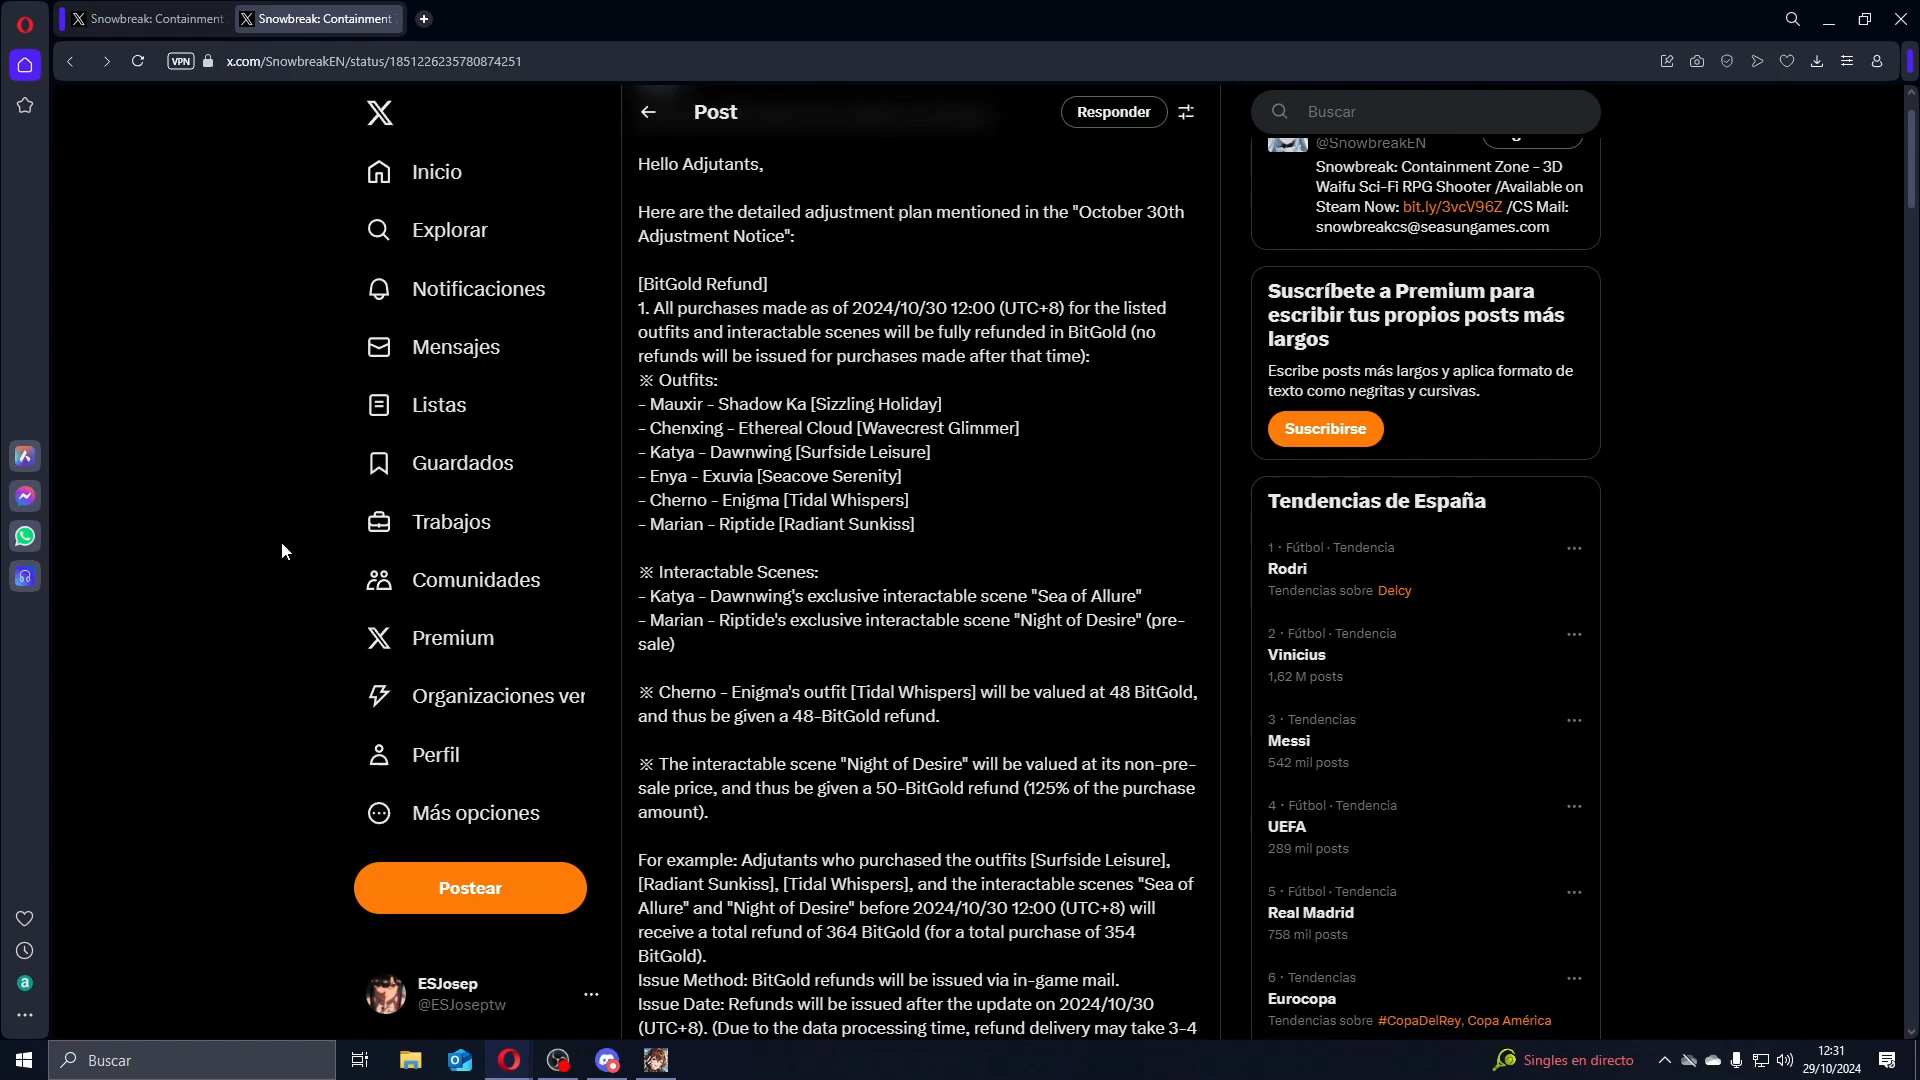 Snowbreak: Containment
Snowbreak: Containment
VPN
x.com/SnowbreakEN/status/1851226235780874251
Inicio
Explorar
Notificaciones
Mensajes
Listas
Guardados
Trabajos
Comunidades
Premium
Organizaciones ver
Perfil
Más opciones
Postear
ESJosep
@ESJoseptw
Post
Responder
Hello Adjutants,
Here are the detailed adjustment plan mentioned in the "October 30th
Adjustment Notice":
[BitGold Refund]
1. All purchases made as of 2024/10/30 12:00 (UTC+8) for the listed
outfits and interactable scenes will be fully refunded in BitGold (no
refunds will be issued for purchases made after that time):
※ Outfits:
- Mauxir - Shadow Ka [Sizzling Holiday]
- Chenxing - Ethereal Cloud [Wavecrest Glimmer]
- Katya - Dawnwing [Surfside Leisure]
- Enya - Exuvia [Seacove Serenity]
- Cherno - Enigma [Tidal Whispers]
- Marian - Riptide [Radiant Sunkiss]
※ Interactable Scenes:
- Katya - Dawnwing's exclusive interactable scene "Sea of Allure"
- Marian - Riptide's exclusive interactable scene "Night of Desire" (pre-
sale)
※ Cherno - Enigma's outfit [Tidal Whispers] will be valued at 48 BitGold,
and thus be given a 48-BitGold refund.
※ The interactable scene "Night of Desire" will be valued at its non-pre-
sale price, and thus be given a 50-BitGold refund (125% of the purchase
amount).
For example: Adjutants who purchased the outfits [Surfside Leisure],
[Radiant Sunkiss], [Tidal Whispers], and the interactable scenes "Sea of
Allure" and "Night of Desire" before 2024/10/30 12:00 (UTC+8) will
receive a total refund of 364 BitGold (for a total purchase of 354
BitGold).
Issue Method: BitGold refunds will be issued via in-game mail.
Issue Date: Refunds will be issued after the update on 2024/10/30
(UTC+8). (Due to the data processing time, refund delivery may take 3-4
Buscar
@SnowbreakEN
Snowbreak: Containment Zone - 3D
Waifu Sci-Fi RPG Shooter /Available on
Steam Now: bit.ly/3vcV96Z /CS Mail:
snowbreakcs@seasungames.com
Suscríbete a Premium para
escribir tus propios posts más
largos
Escribe posts más largos y aplica formato de
texto como negritas y cursivas.
Suscribirse
Tendencias de España
1 · Fútbol · Tendencia
Rodri
Tendencias sobre Delcy
2 · Fútbol · Tendencia
Vinicius
1,62 M posts
3 · Tendencias
Messi
542 mil posts
4 · Fútbol · Tendencia
UEFA
289 mil posts
5 · Fútbol · Tendencia
Real Madrid
758 mil posts
6 · Tendencias
Eurocopa
Tendencias sobre #CopaDelRey, Copa América
Buscar
Singles en directo
12:31
29/10/2024